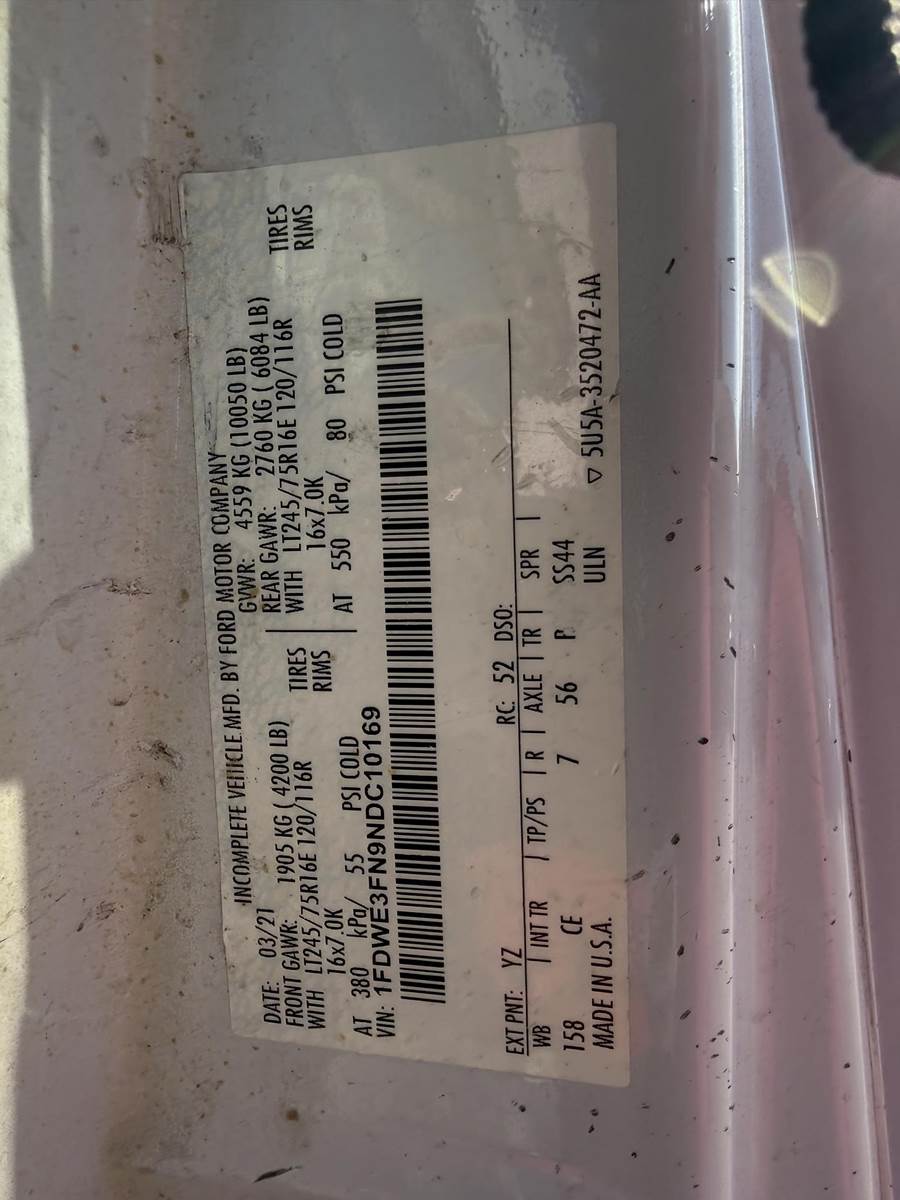 INCOMPLETE VEHICLE MFD. BY FORD MOTOR COMPANY
DATE: 03/21 GVWR: 4559 KG (10050 LB)
FRONT GAWR: 1905 KG ( 4200 LB) REAR GAWR: 2760 KG ( 6084 LB)
WITH LT245/75R16E 120/116R TIRES WITH LT245/75R16E 120/116R TIRES
16x7.0K RIMS 16x7.0K RIMS
AT 380 kPa/ 55 PSI COLD AT 550 kPa/ 80 PSI COLD
VIN: 1FDWE3FN9NDC10169
EXT PNT: YZ RC: 52 DSO:
WB | INT TR | TP/PS | R | AXLE | TR | SPR |
158 CE 7 56 P SS44
MADE IN U.S.A. ULN
▽ 5U5A-3520472-AA